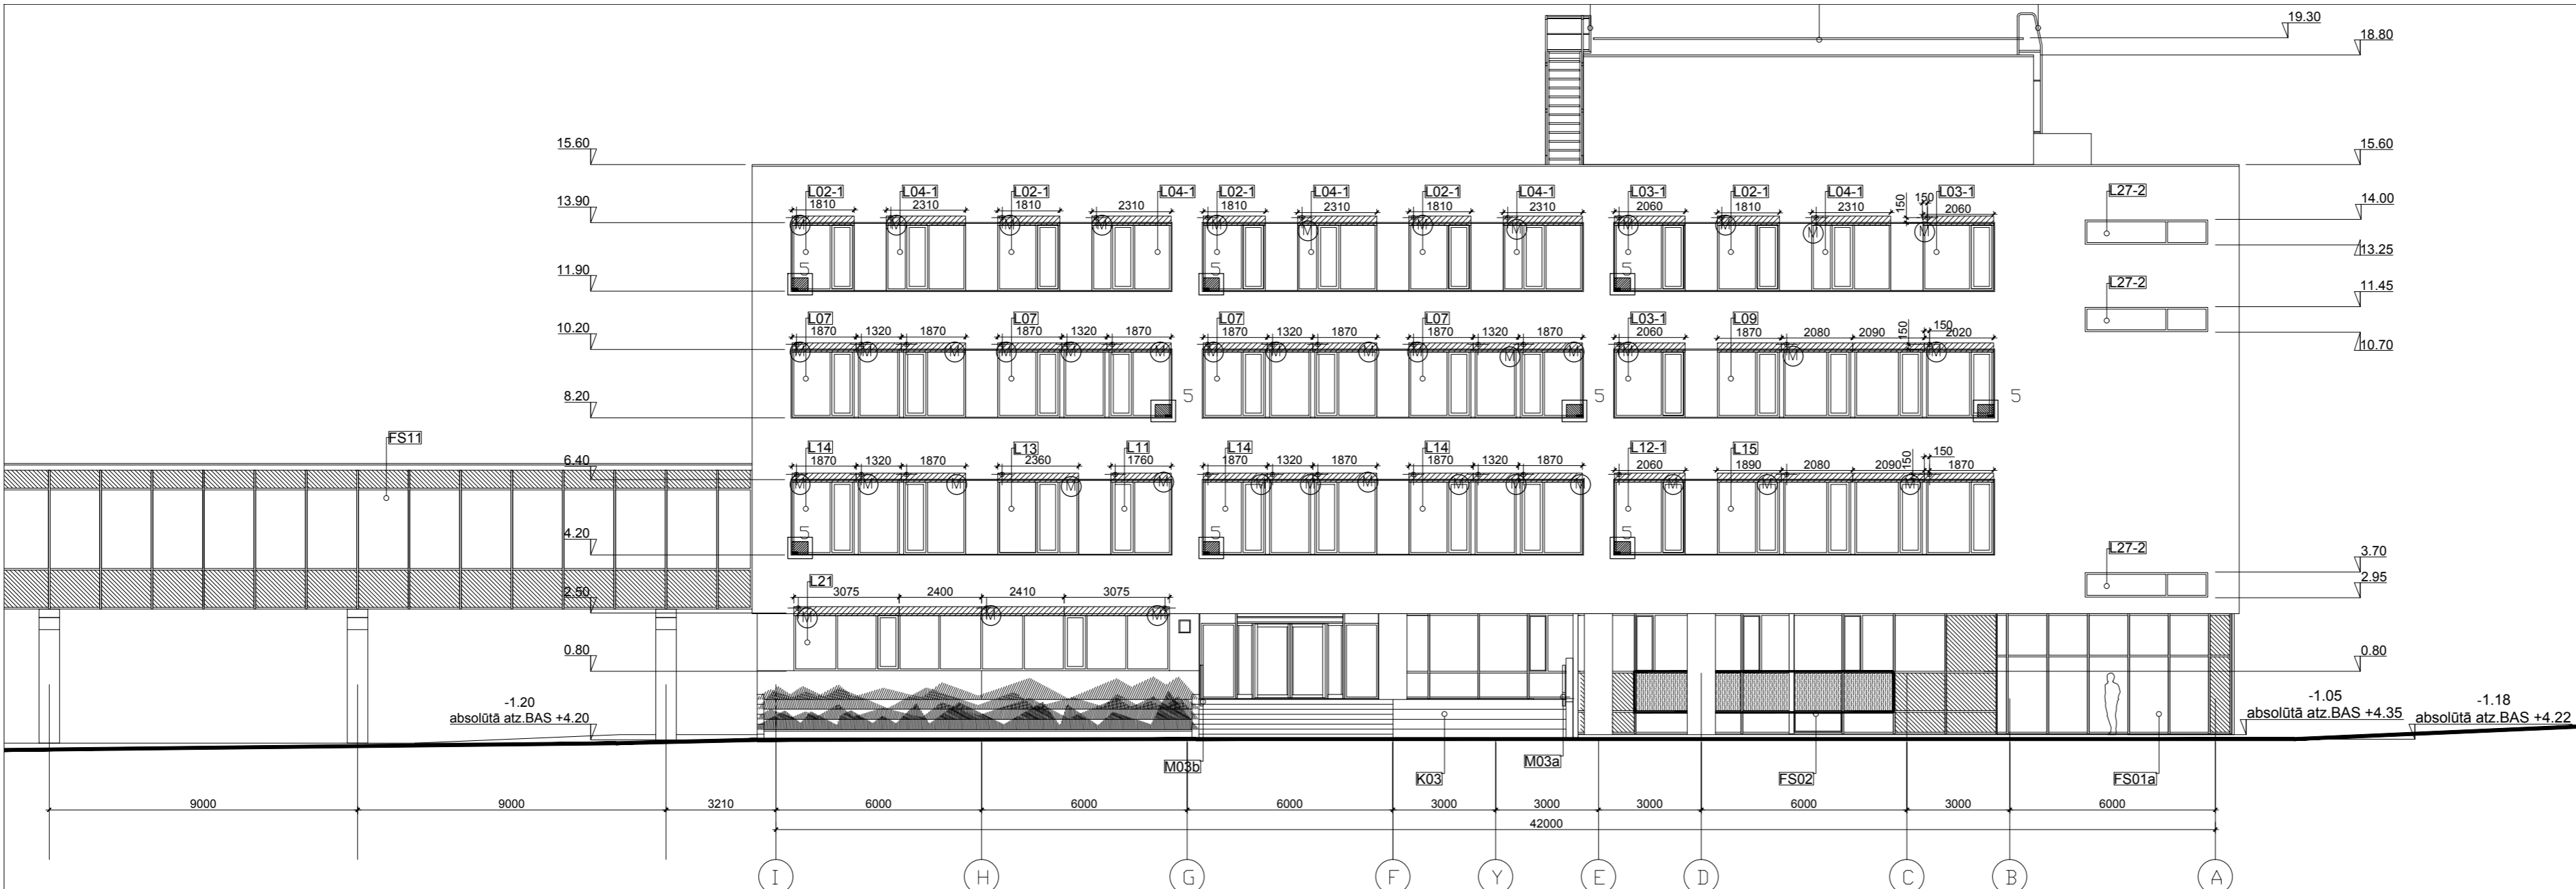 19.30
18.80
15.60 15.60
L02-1 L04-1 L02-1 L04-1 L02-1 L04-1 L02-1 L04-1 L03-1 L02-1 L04-1 L03-1 L27-2
13.90 1810 2310 1810 2310 1810 2310 1810 2310 2060 1810 2310 150 150 2060 14.00
M M M M M M M M M M M M
13.25
11.90 5 5 5
L27-2 11.45
L07 L07 L07 L07 L03-1 L09
10.20 1870 1320 1870 1870 1320 1870 1870 1320 1870 1870 1320 1870 2060 1870 2080 2090 150 150 2020
M M M M M M M M M M M M M M M
10.70
8.20 5 5 5
FS11
L14 L13 L11 L14 L14 L12-1 L15
6.40 1870 1320 1870 2360 1760 1870 1320 1870 1870 1320 1870 2060 1890 2080 2090 150 150 1870
M M M M M M M M M M M M M M
4.20 5 5 5
L27-2 3.70
2.95
L21
2.50 3075 2400 2410 3075
M M M
0.80 0.80
-1.20
absolūtā atz.BAS +4.20
-1.05
absolūtā atz.BAS +4.35
-1.18
absolūtā atz.BAS +4.22
M03b K03 M03a FS02 FS01a
9000 9000 3210 6000 6000 6000 3000 3000 3000 6000 3000 6000
42000
I H G F Y E D C B A